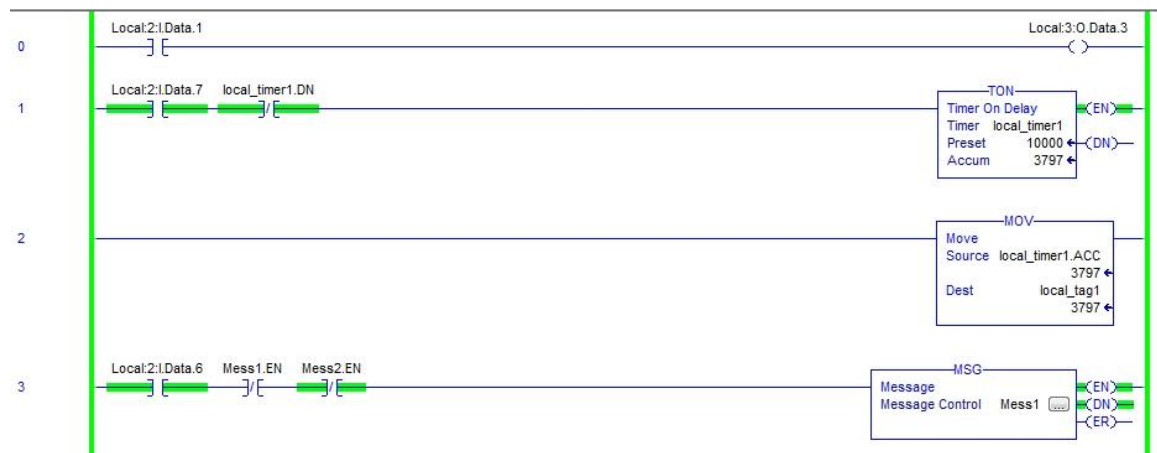 Local:2:I.Data.1
Local:3:O.Data.3
0
Local:2:I.Data.7 local_timer1.DN
1
TON
Timer On Delay
Timer local_timer1
Preset 10000
Accum 3797
EN
DN
2
MOV
Move
Source local_timer1.ACC
3797
Dest local_tag1
3797
Local:2:I.Data.6 Mess1.EN Mess2.EN
3
MSG
Message
Message Control Mess1 ...
EN
DN
ER